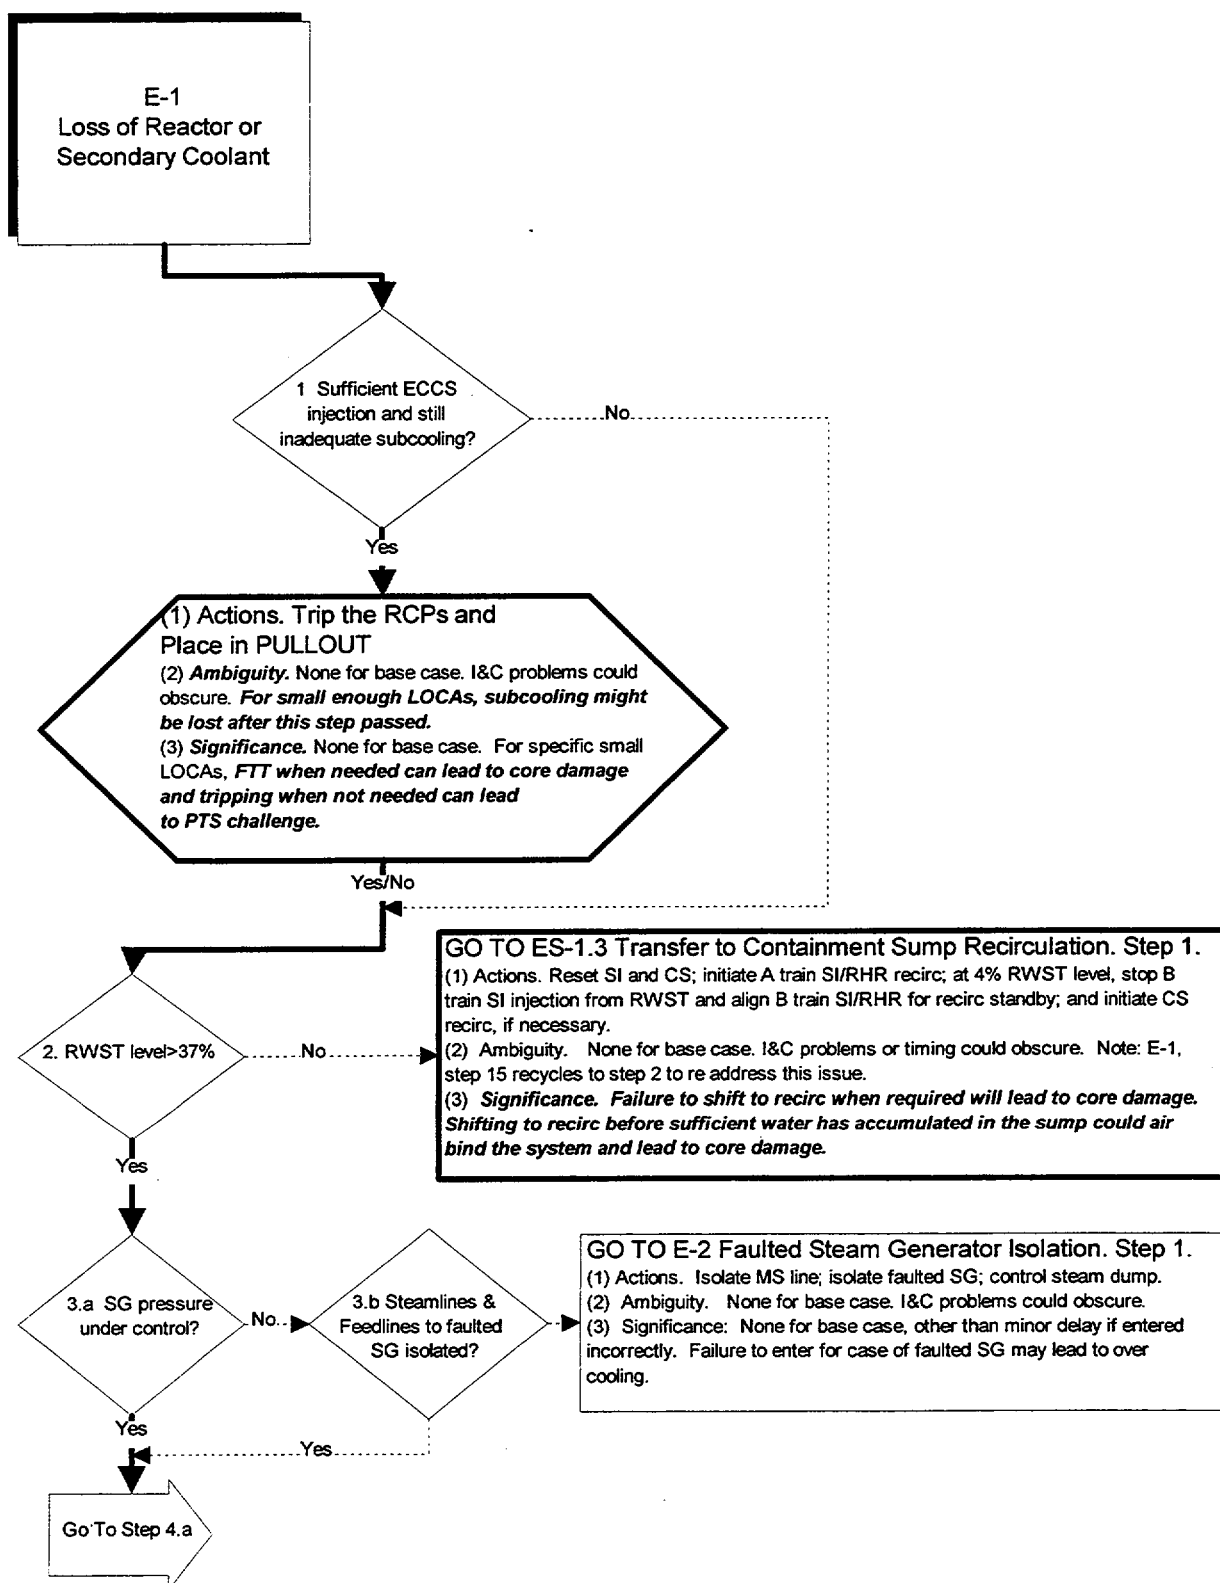 E-1
Loss of Reactor or
Secondary Coolant
1 Sufficient ECCS
injection and still
inadequate subcooling?
No
Yes
(1) Actions. Trip the RCPs and
Place in PULLOUT
(2) Ambiguity. None for base case. I&C problems could
obscure. For small enough LOCAs, subcooling might
be lost after this step passed.
(3) Significance. None for base case. For specific small
LOCAs, FTT when needed can lead to core damage
and tripping when not needed can lead
to PTS challenge.
Yes/No
2. RWST level>37%
No
GO TO ES-1.3 Transfer to Containment Sump Recirculation. Step 1.
(1) Actions. Reset SI and CS; initiate A train SI/RHR recirc; at 4% RWST level, stop B
train SI injection from RWST and align B train SI/RHR for recirc standby; and initiate CS
recirc, if necessary.
(2) Ambiguity. None for base case. I&C problems or timing could obscure. Note: E-1,
step 15 recycles to step 2 to re address this issue.
(3) Significance. Failure to shift to recirc when required will lead to core damage.
Shifting to recirc before sufficient water has accumulated in the sump could air
bind the system and lead to core damage.
Yes
3.a SG pressure
under control?
No
3.b Steamlines &
Feedlines to faulted
SG isolated?
GO TO E-2 Faulted Steam Generator Isolation. Step 1.
(1) Actions. Isolate MS line; isolate faulted SG; control steam dump.
(2) Ambiguity. None for base case. I&C problems could obscure.
(3) Significance: None for base case, other than minor delay if entered
incorrectly. Failure to enter for case of faulted SG may lead to over
cooling.
Yes
Yes
Go To Step 4.a